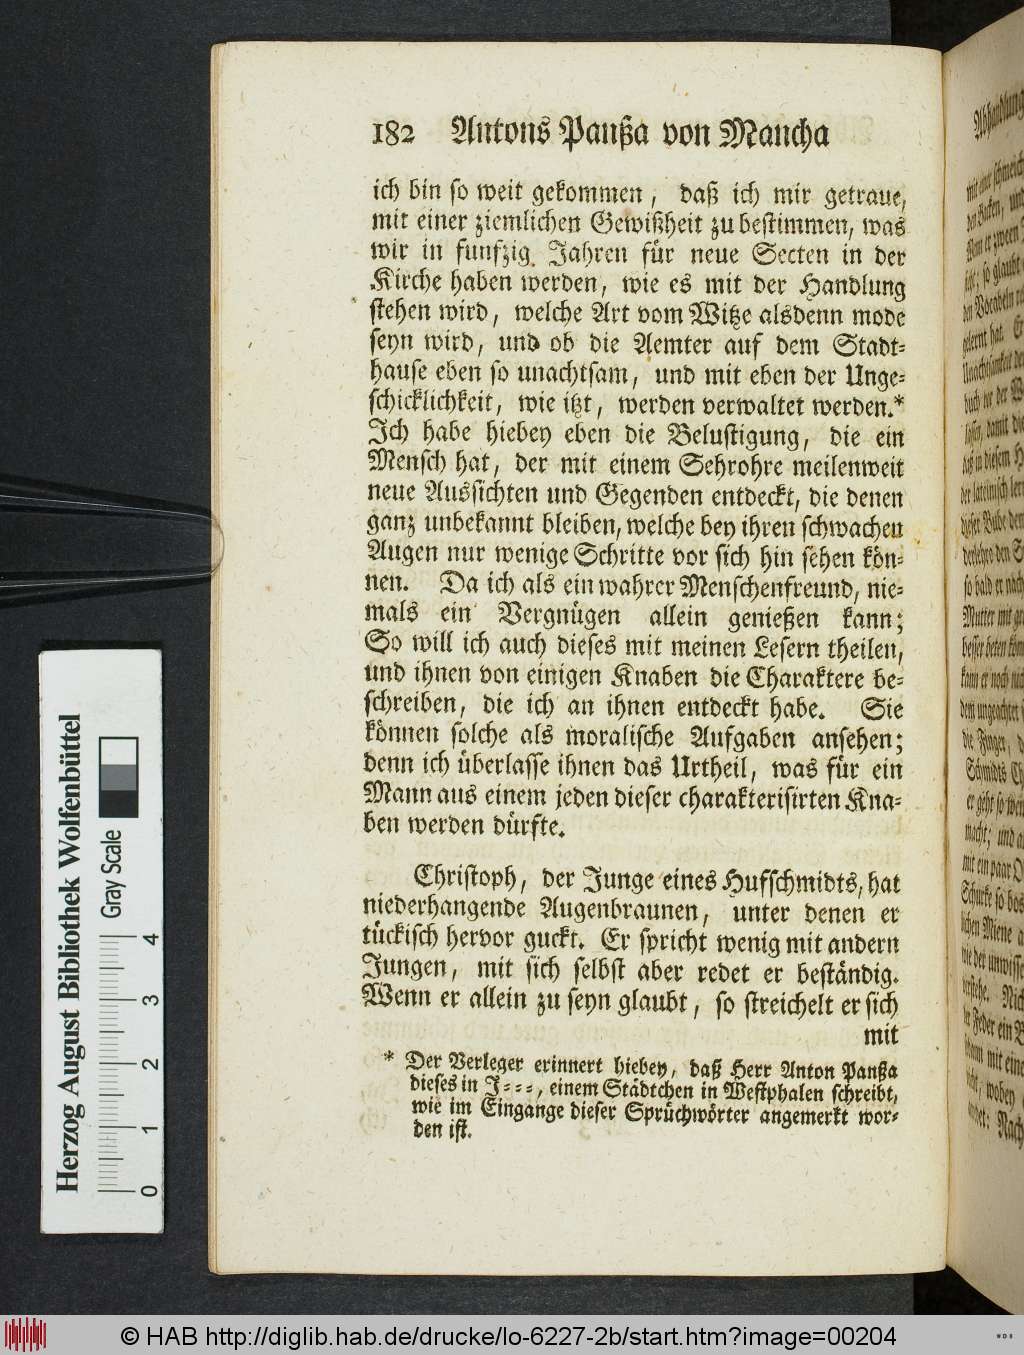 182 Antons Panßa von Mancha
ich bin so weit gekommen, daß ich mir getraue,
mit einer ziemlichen Gewißheit zu bestimmen, was
wir in funfzig Jahren für neue Secten in der
Kirche haben werden, wie es mit der Handlung
stehen wird, welche Art vom Witze alsdenn mode
seyn wird, und ob die Aemter auf dem Stadt-
hause eben so unachtsam, und mit eben der Unge-
schicklichkeit, wie itzt, werden verwaltet werden.*
Ich habe hiebey eben die Belustigung, die ein
Mensch hat, der mit einem Sehrohre meilenweit
neue Aussichten und Gegenden entdeckt, die denen
ganz unbekannt bleiben, welche bey ihren schwachen
Augen nur wenige Schritte vor sich hin sehen kön-
nen. Da ich als ein wahrer Menschenfreund, nie-
mals ein Vergnügen allein genießen kann;
So will ich auch dieses mit meinen Lesern theilen,
und ihnen von einigen Knaben die Charaktere be-
schreiben, die ich an ihnen entdeckt habe. Sie
können solche als moralische Aufgaben ansehen;
denn ich überlasse ihnen das Urtheil, was für ein
Mann aus einem jeden dieser charakterisirten Kna-
ben werden dürfte.
Christoph, der Junge eines Hufschmidts, hat
niederhangende Augenbraunen, unter denen er
tückisch hervor guckt. Er spricht wenig mit andern
Jungen, mit sich selbst aber redet er beständig.
Wenn er allein zu seyn glaubt, so streichelt er sich
mit
* Der Verleger erinnert hiebey, daß Herr Anton Panßa
dieses in J---, einem Städtchen in Westphalen schreibt,
wie im Eingange dieser Sprüchwörter angemerkt wor-
den ist.
Herzog August Bibliothek Wolfenbüttel
Gray Scale
0 1 2 3 4
© HAB http://diglib.hab.de/drucke/lo-6227-2b/start.htm?image=00204